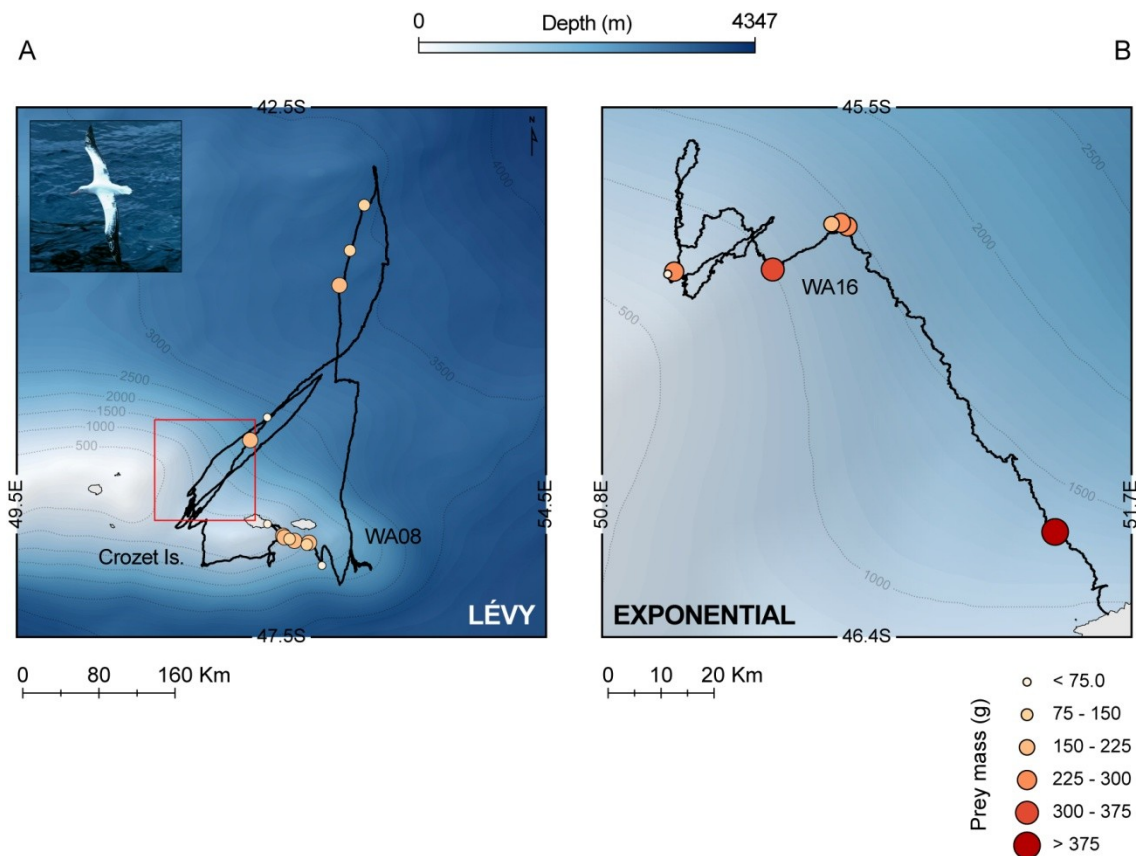 0
Depth (m)
4347
A
B
42.5S
45.5S
N
4000
3000
3500
2500
2000
1500
1000
500
49.5E
54.5E
Crozet Is.
WA08
LÉVY
47.5S
2500
2000
500
WA16
50.8E
51.7E
1500
1000
EXPONENTIAL
46.4S
0 80 160 Km
0 10 20 Km
Prey mass (g)
< 75.0
75 - 150
150 - 225
225 - 300
300 - 375
> 375